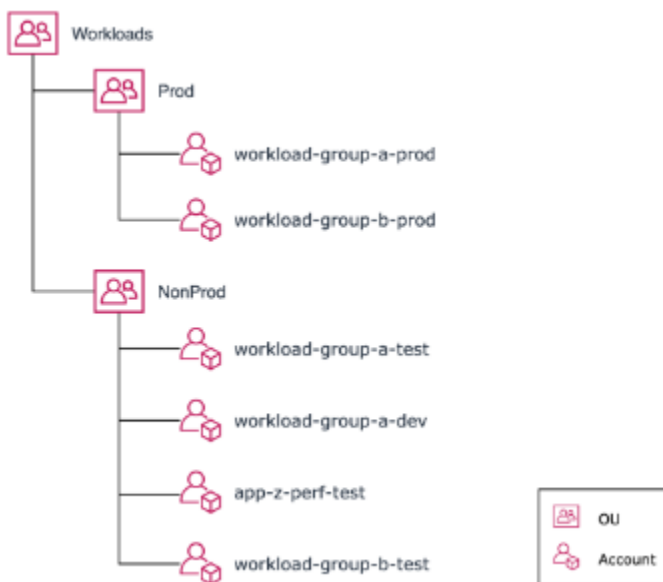 Workloads
Prod
workload-group-a-prod
workload-group-b-prod
NonProd
workload-group-a-test
workload-group-a-dev
app-z-perf-test
workload-group-b-test
OU
Account